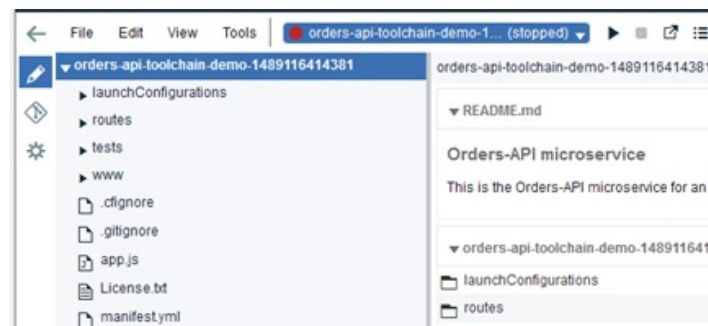 File Edit View Tools orders-api-toolchain-demo-1... (stopped)
orders-api-toolchain-demo-1489116414381
launchConfigurations
routes
tests
www
.cfignore
.gitignore
app.js
License.txt
manifest.yml
orders-api-toolchain-demo-1489116414381
README.md
Orders-API microservice
This is the Orders-API microservice for an
orders-api-toolchain-demo-148911641
launchConfigurations
routes